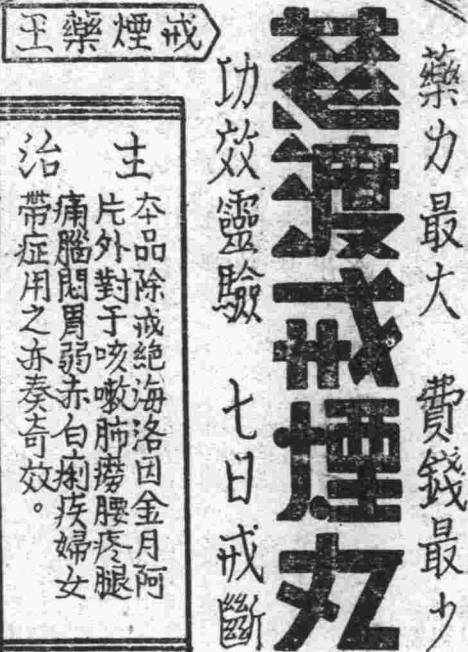 藥力最大 費錢最少
慈渡戒煙丸
功效靈驗 七日戒斷
戒煙藥王
主治
本品除戒絕海洛因金月阿
片外對于咳嗽肺癆腰疼腿
痛腦悶胃弱赤白痢疾婦女
帶症用之亦奏奇效。